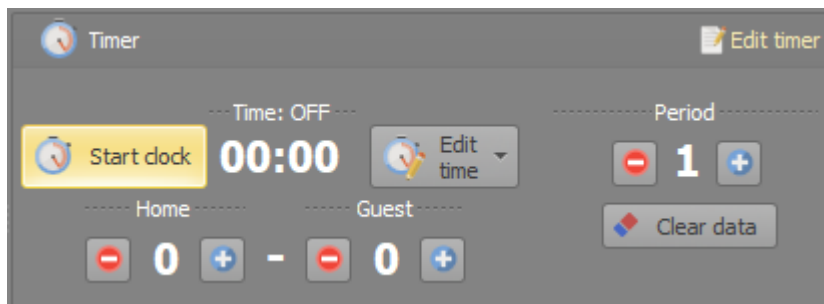 Timer
Edit timer
Time: OFF
Period
Start clock
00:00
Edit time
1
Home
Guest
Clear data
0 - 0